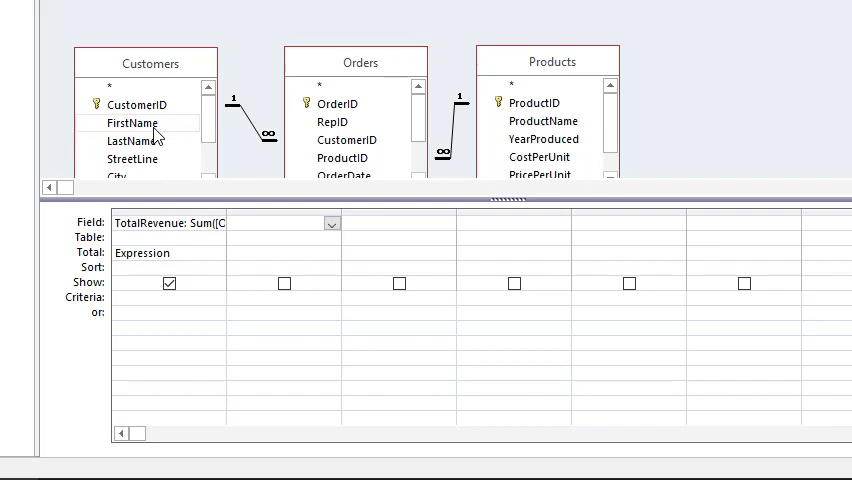 Customers
*
CustomerID
FirstName
LastName
StreetLine
City
1
∞
Orders
*
OrderID
RepID
CustomerID
ProductID
OrderDate
1
∞
Products
*
ProductID
ProductName
YearProduced
CostPerUnit
PricePerUnit
Field: TotalRevenue: Sum([O
Table:
Total: Expression
Sort:
Show:
Criteria:
or: